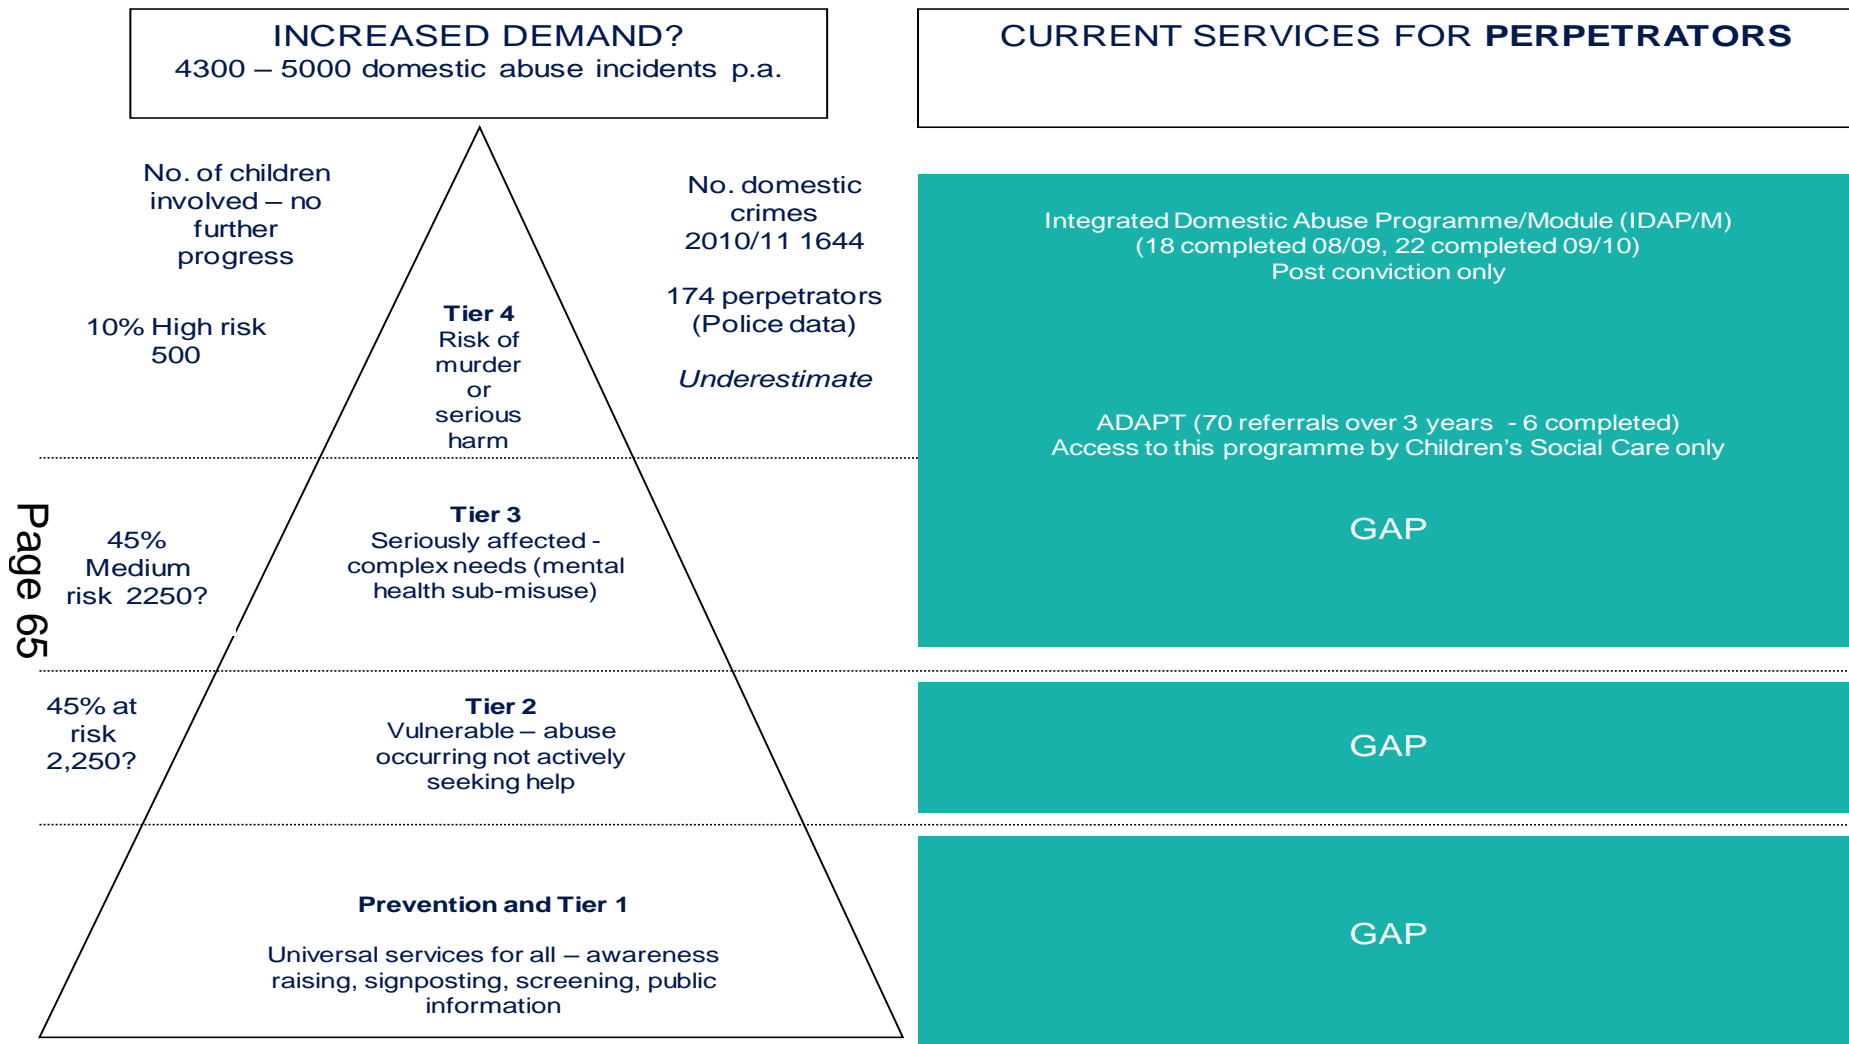 INCREASED DEMAND?
4300 – 5000 domestic abuse incidents p.a.
CURRENT SERVICES FOR PERPETRATORS
No. of children
involved – no
further
progress
10% High risk
500
Tier 4
Risk of
murder
or
serious
harm
No. domestic
crimes
2010/11 1644
174 perpetrators
(Police data)
Underestimate
Integrated Domestic Abuse Programme/Module (IDAP/M)
(18 completed 08/09, 22 completed 09/10)
Post conviction only
ADAPT (70 referrals over 3 years - 6 completed)
Access to this programme by Children’s Social Care only
GAP
Page 65
45%
Medium
risk 2250?
Tier 3
Seriously affected -
complex needs (mental
health sub-misuse)
45% at
risk
2,250?
Tier 2
Vulnerable – abuse
occurring not actively
seeking help
GAP
Prevention and Tier 1
Universal services for all – awareness
raising, signposting, screening, public
information
GAP